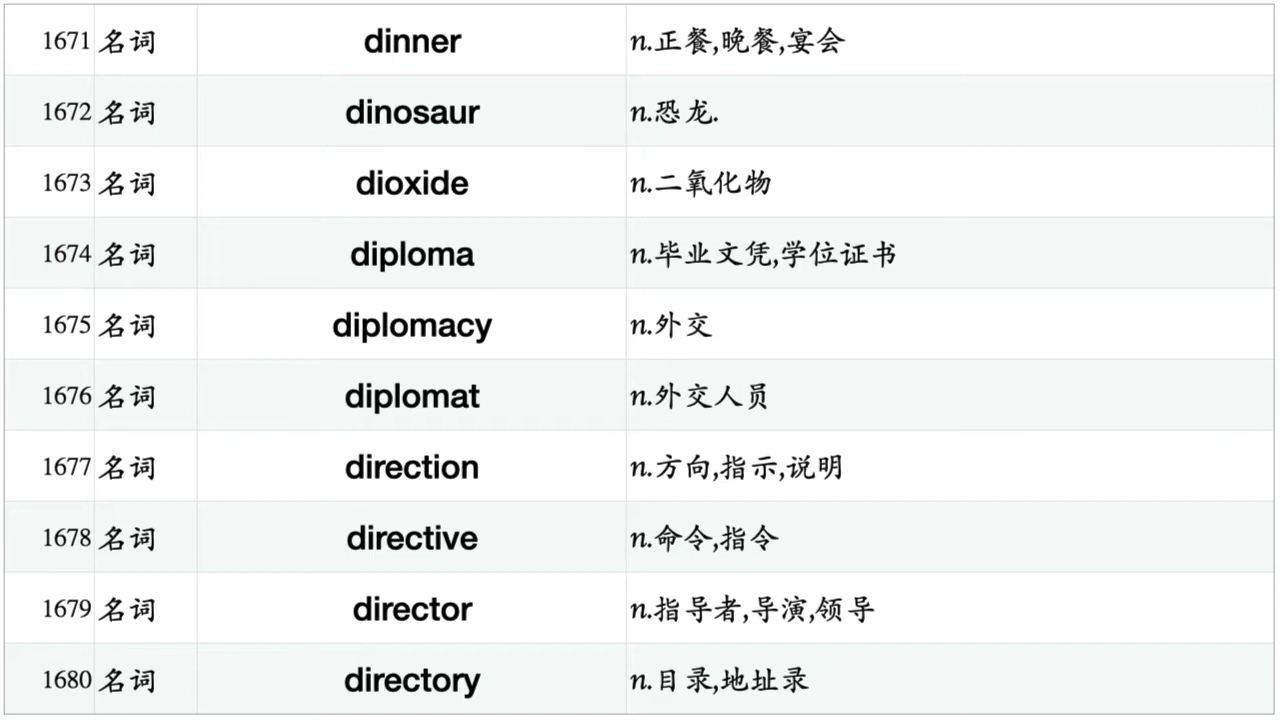 1671 名词 dinner n.正餐,晚餐,宴会
1672 名词 dinosaur n.恐龙.
1673 名词 dioxide n.二氧化物
1674 名词 diploma n.毕业文凭,学位证书
1675 名词 diplomacy n.外交
1676 名词 diplomat n.外交人员
1677 名词 direction n.方向,指示,说明
1678 名词 directive n.命令,指令
1679 名词 director n.指导者,导演,领导
1680 名词 directory n.目录,地址录